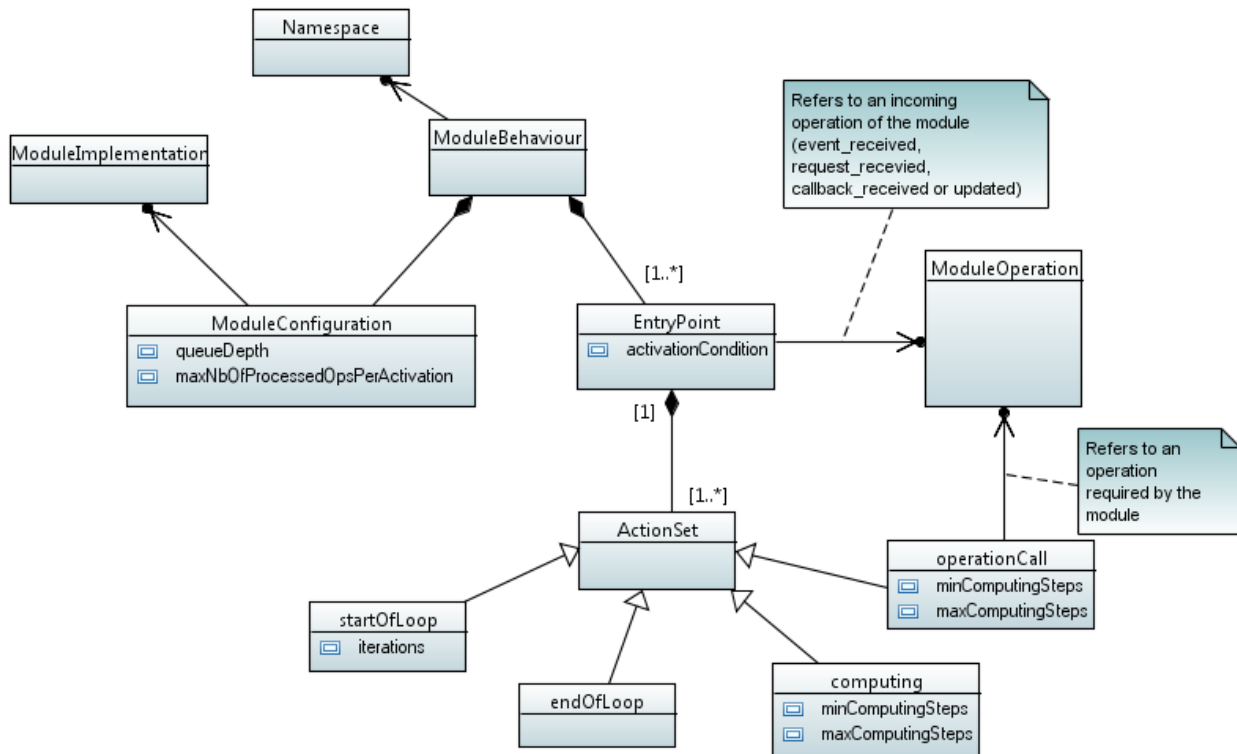 Namespace
ModuleImplementation
ModuleBehaviour
Refers to an incoming
operation of the module
(event_received,
request_recevied,
callback_received or updated)
[1..*]
ModuleOperation
ModuleConfiguration
queueDepth
maxNbOfProcessedOpsPerActivation
EntryPoint
activationCondition
[1]
Refers to an
operation
required by the
module
[1..*]
ActionSet
operationCall
minComputingSteps
maxComputingSteps
startOfLoop
iterations
endOfLoop
computing
minComputingSteps
maxComputingSteps